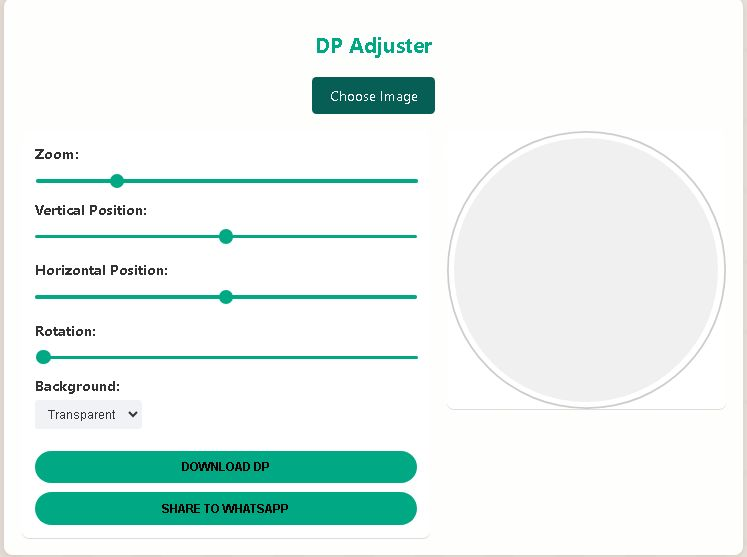 DP Adjuster
Choose Image
Zoom:
Vertical Position:
Horizontal Position:
Rotation:
Background:
Transparent
DOWNLOAD DP
SHARE TO WHATSAPP